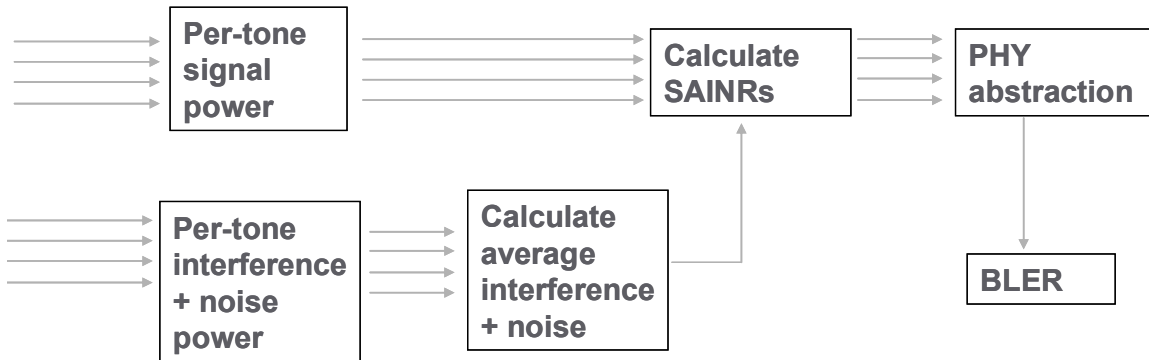 Per-tone
signal
power
Calculate
SAINRs
PHY
abstraction
Per-tone
interference
+ noise
power
Calculate
average
interference
+ noise
BLER